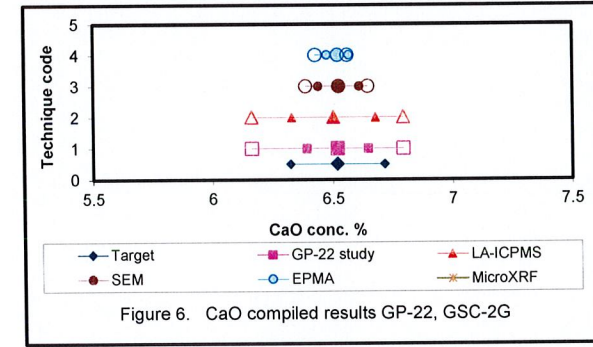 5
4
3
2
1
0
Technique code
5.5 6 6.5 7 7.5
CaO conc. %
Target GP-22 study LA-ICPMS
SEM EPMA MicroXRF
Figure 6. CaO compiled results GP-22, GSC-2G